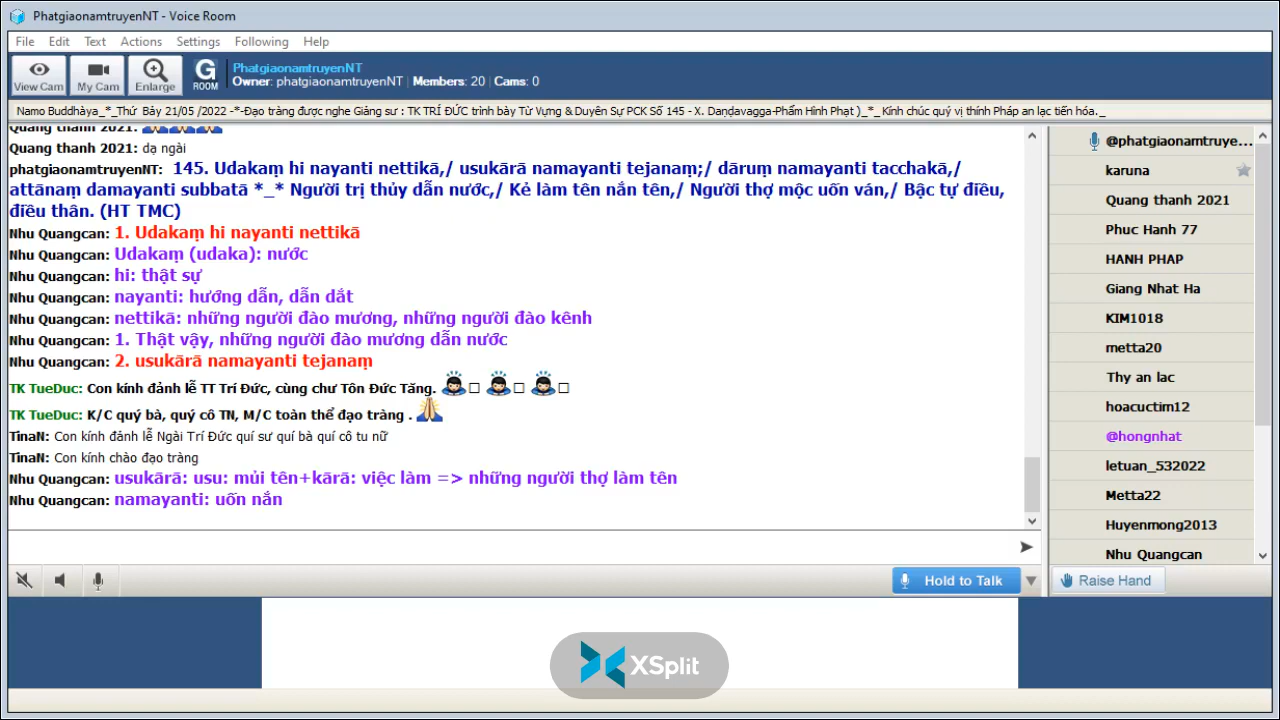 PhatgiaonamtruyenNT - Voice Room
File Edit Text Actions Settings Following Help
View Cam My Cam Enlarge G ROOM
PhatgiaonamtruyenNT
Owner: phatgiaonamtruyenNT | Members: 20 | Cams: 0
Namo Buddhàya_*_Thứ Bảy 21/05 /2022 -*-Đạo tràng được nghe Giảng sư : TK TRÍ ĐỨC trình bày Từ Vựng & Duyên Sự PCK Số 145 - X. Daṇḍavagga-Phẩm Hình Phạt )_*_ Kính chúc quý vị thính Pháp an lạc tiến hóa._
Quang thanh 2021:
Quang thanh 2021: dạ ngài
phatgiaonamtruyenNT: 145. Udakaṃ hi nayanti nettikā,/ usukārā namayanti tejanaṃ;/ dāruṃ namayanti tacchakā,/
attānaṃ damayanti subbatā *_* Người trị thủy dẫn nước,/ Kẻ làm tên nắn tên,/ Người thợ mộc uốn ván,/ Bậc tự điều,
điều thân. (HT TMC)
Nhu Quangcan: 1. Udakaṃ hi nayanti nettikā
Nhu Quangcan: Udakaṃ (udaka): nước
Nhu Quangcan: hi: thật sự
Nhu Quangcan: nayanti: hướng dẫn, dẫn dắt
Nhu Quangcan: nettikā: những người đào mương, những người đào kênh
Nhu Quangcan: 1. Thật vậy, những người đào mương dẫn nước
Nhu Quangcan: 2. usukārā namayanti tejanaṃ
TK TueDuc: Con kính đảnh lễ TT Trí Đức, cùng chư Tôn Đức Tăng.
TK TueDuc: K/C quý bà, quý cô TN, M/C toàn thể đạo tràng .
TinaN: Con kính đảnh lễ Ngài Trí Đức quí sư quí bà quí cô tu nữ
TinaN: Con kính chào đạo tràng
Nhu Quangcan: usukārā: usu: mủi tên+kārā: việc làm => những người thợ làm tên
Nhu Quangcan: namayanti: uốn nắn
@phatgiaonamtruye...
karuna
Quang thanh 2021
Phuc Hanh 77
HANH PHAP
Giang Nhat Ha
KIM1018
metta20
Thy an lac
hoacuctim12
@hongnhat
letuan_532022
Metta22
Huyenmong2013
Nhu Quangcan
Hold to Talk
Raise Hand
XSplit